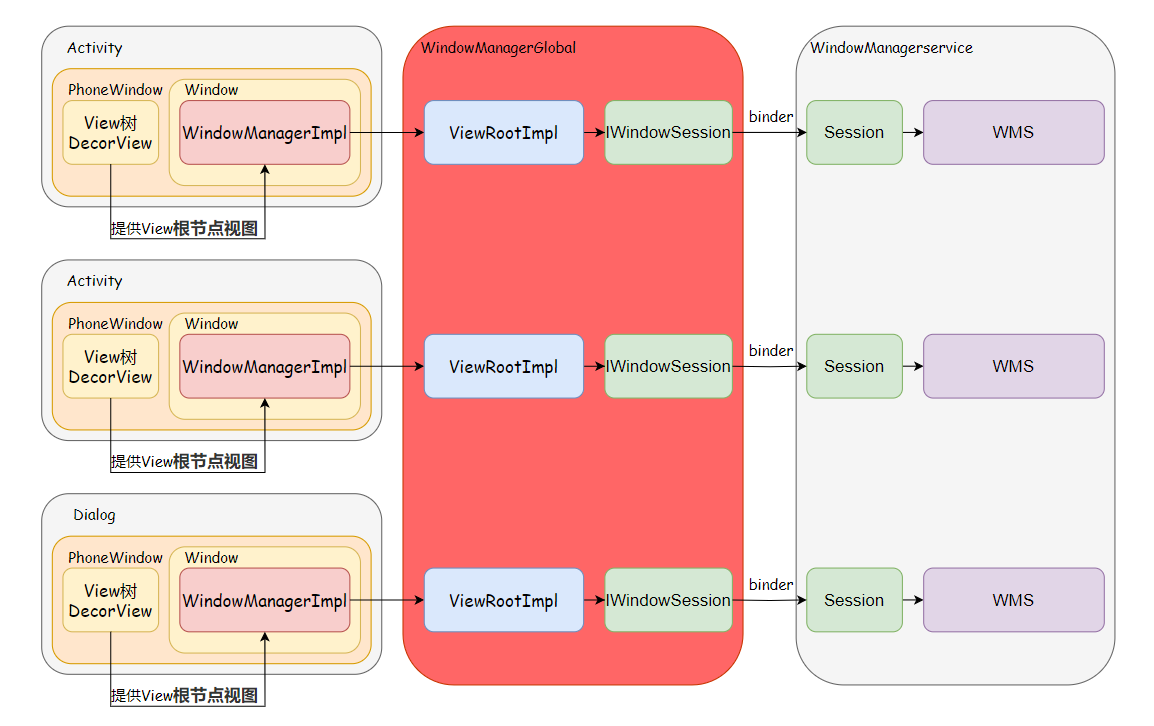 Activity
WindowManagerGlobal
WindowManagerservice
PhoneWindow
Window
View树
DecorView
WindowManagerImpl
ViewRootImpl
IWindowSession
binder
Session
WMS
提供View根节点视图
Activity
PhoneWindow
Window
View树
DecorView
WindowManagerImpl
ViewRootImpl
IWindowSession
binder
Session
WMS
提供View根节点视图
Dialog
PhoneWindow
Window
View树
DecorView
WindowManagerImpl
ViewRootImpl
IWindowSession
binder
Session
WMS
提供View根节点视图